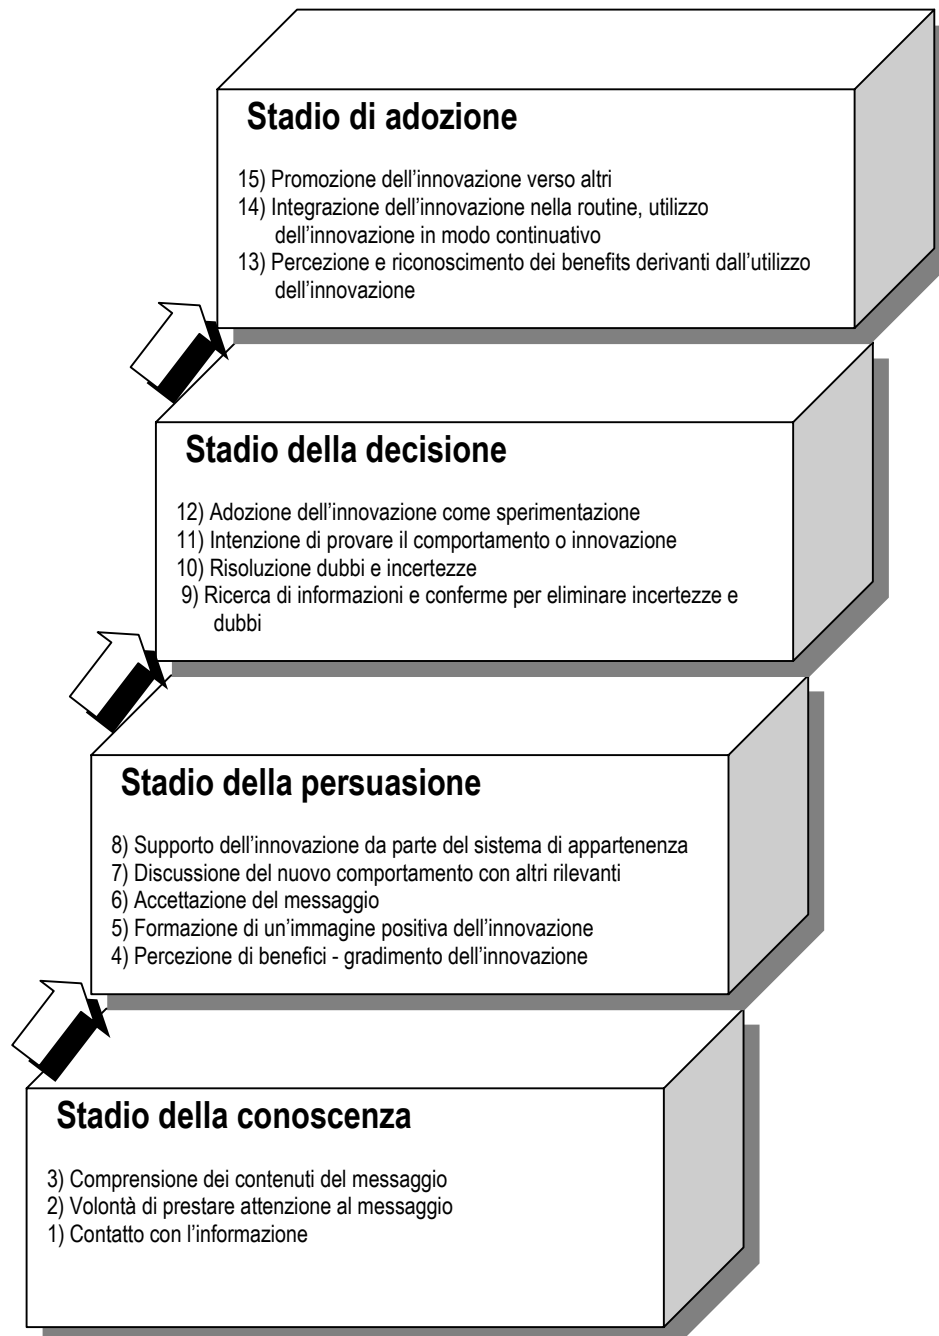 Stadio di adozione
15) Promozione dell'innovazione verso altri
14) Integrazione dell'innovazione nella routine, utilizzo
dell'innovazione in modo continuativo
13) Percezione e riconoscimento dei benefits derivanti dall'utilizzo
dell'innovazione
Stadio della decisione
12) Adozione dell'innovazione come sperimentazione
11) Intenzione di provare il comportamento o innovazione
10) Risoluzione dubbi e incertezze
9) Ricerca di informazioni e conferme per eliminare incertezze e
dubbi
Stadio della persuasione
8) Supporto dell'innovazione da parte del sistema di appartenenza
7) Discussione del nuovo comportamento con altri rilevanti
6) Accettazione del messaggio
5) Formazione di un'immagine positiva dell'innovazione
4) Percezione di benefici - gradimento dell'innovazione
Stadio della conoscenza
3) Comprensione dei contenuti del messaggio
2) Volontà di prestare attenzione al messaggio
1) Contatto con l'informazione